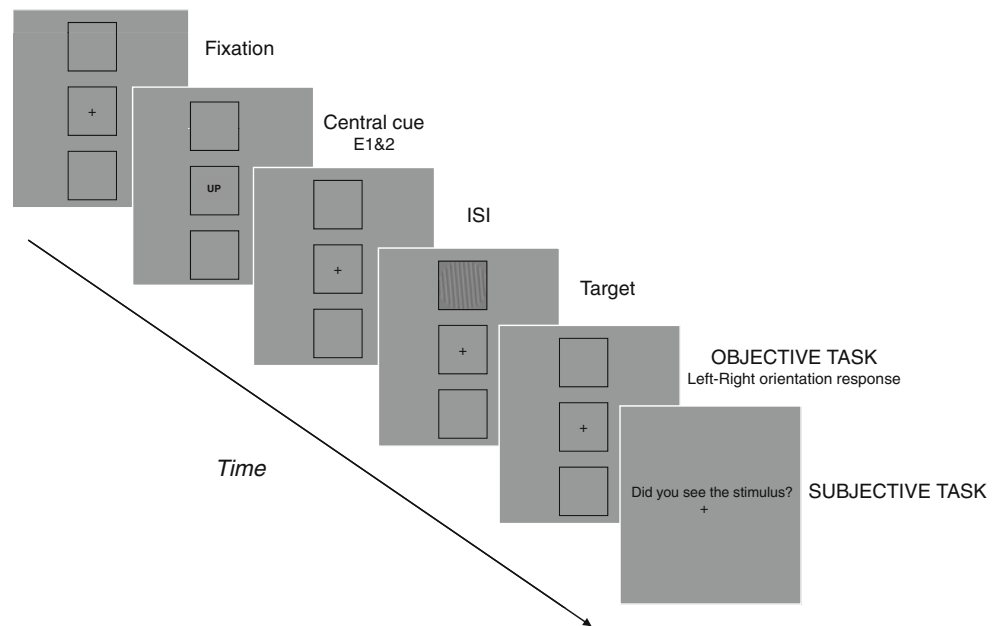 Fixation
+
Central cue
E1&2
UP
ISI
+
Target
+
OBJECTIVE TASK
Left-Right orientation response
+
Time
Did you see the stimulus?
+
SUBJECTIVE TASK